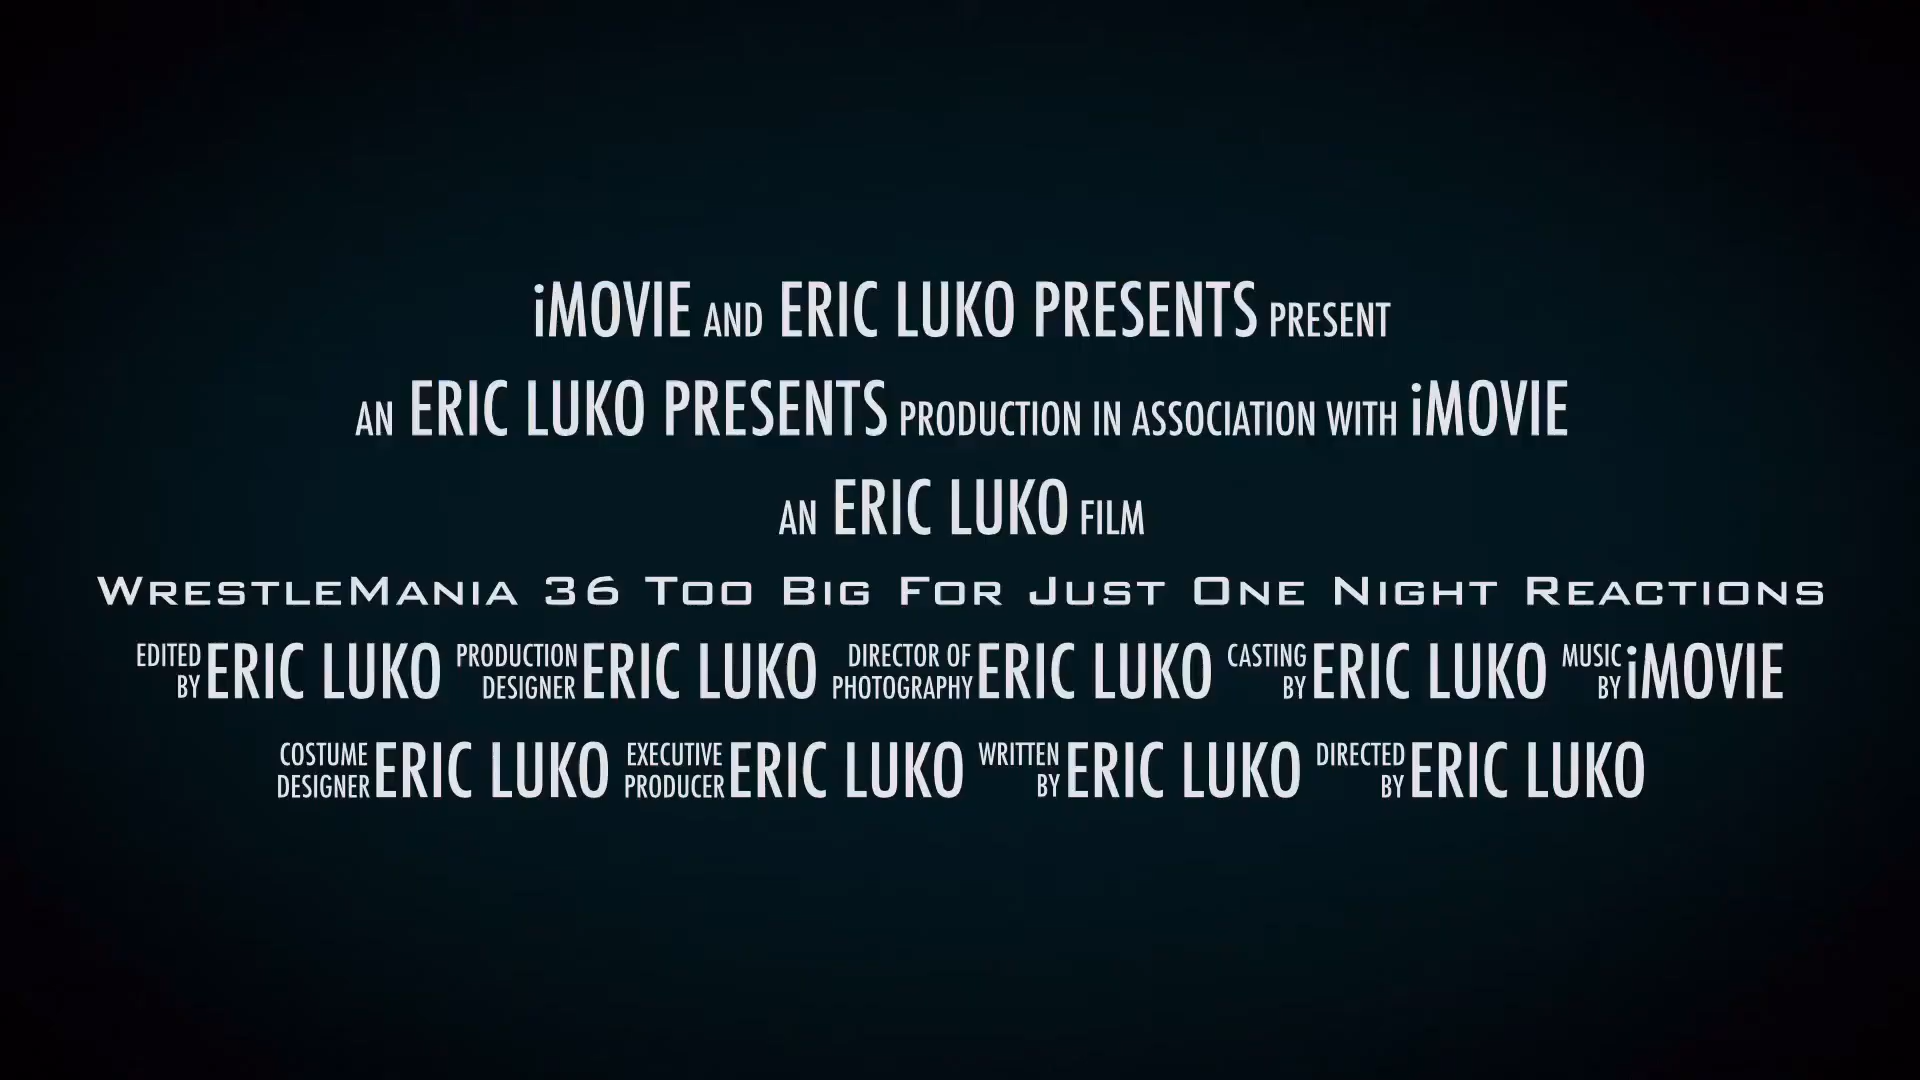 iMOVIE AND ERIC LUKO PRESENTS PRESENT
AN ERIC LUKO PRESENTS PRODUCTION IN ASSOCIATION WITH iMOVIE
AN ERIC LUKO FILM
WRESTLEMANIA 36 TOO BIG FOR JUST ONE NIGHT REACTIONS
EDITED BY ERIC LUKO PRODUCTION DESIGNER ERIC LUKO DIRECTOR OF PHOTOGRAPHY ERIC LUKO CASTING BY ERIC LUKO MUSIC BY iMOVIE
COSTUME DESIGNER ERIC LUKO EXECUTIVE PRODUCER ERIC LUKO WRITTEN BY ERIC LUKO DIRECTED BY ERIC LUKO